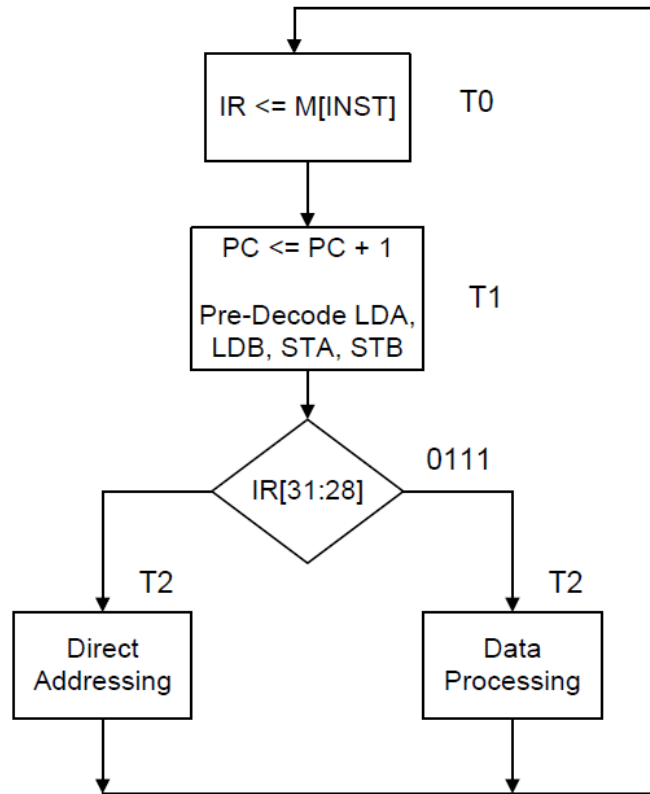 IR <= M[INST]
T0
PC <= PC + 1
Pre-Decode LDA,
LDB, STA, STB
T1
IR[31:28]
0111
T2
Direct
Addressing
T2
Data
Processing